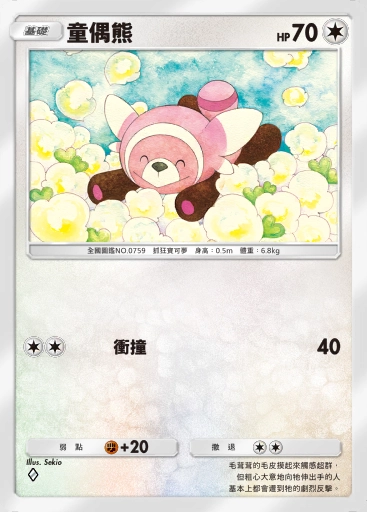 基礎 童偶熊 HP 70
全國圖鑑NO.0759 抓狂寶可夢 身高：0.5m 體重：6.8kg
衝撞 40
弱點 +20 撤退
Illus. Sekio
毛茸茸的毛皮摸起來觸感超群，
但粗心大意地向牠伸出手的人
基本上都會遭到牠的劇烈反擊。